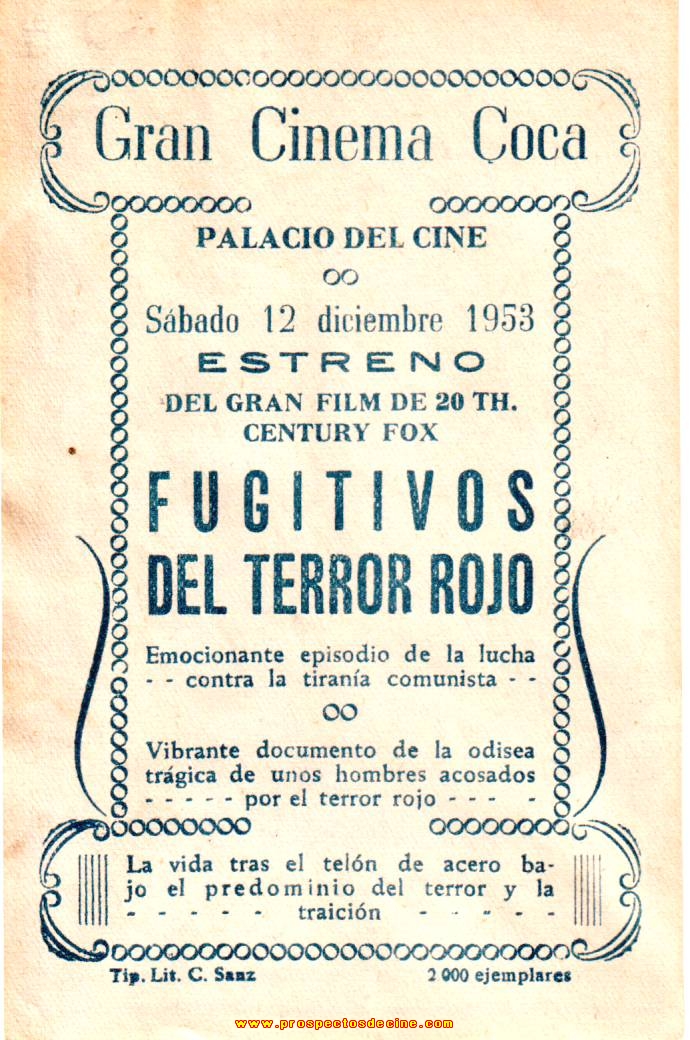 Gran Cinema Coca
PALACIO DEL CINE
Sábado 12 diciembre 1953
ESTRENO
DEL GRAN FILM DE 20 TH.
CENTURY FOX
FUGITIVOS
DEL TERROR ROJO
Emocionante episodio de la lucha
- - contra la tiranía comunista - -
Vibrante documento de la odisea
trágica de unos hombres acosados
- - - - - por el terror rojo - - - -
La vida tras el telón de acero ba-
jo el predominio del terror y la
- - - - - traición - - - - -
Tip. Lit. C. Sanz 2 000 ejemplares
www.prospectosdecine.com